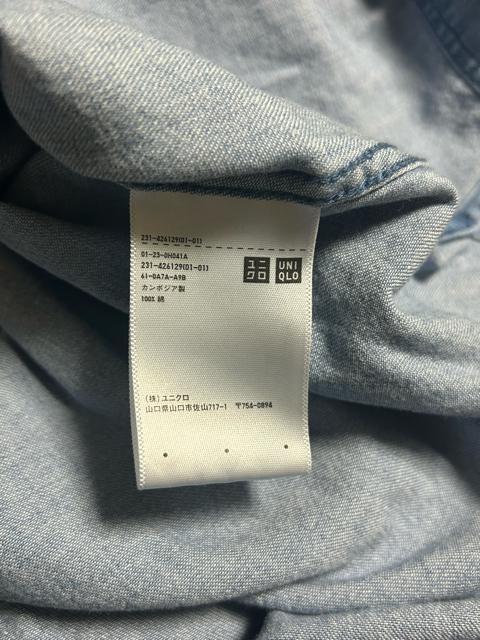 231-426129(01-01)
01-23-0H041A
231-426129(01-01)
61-0A7A-A9B
カンボジア製
100% 綿
ユニ
クロ
UNI
QLO
(株)ユニクロ
山口県山口市佐山717-1 〒754-0894